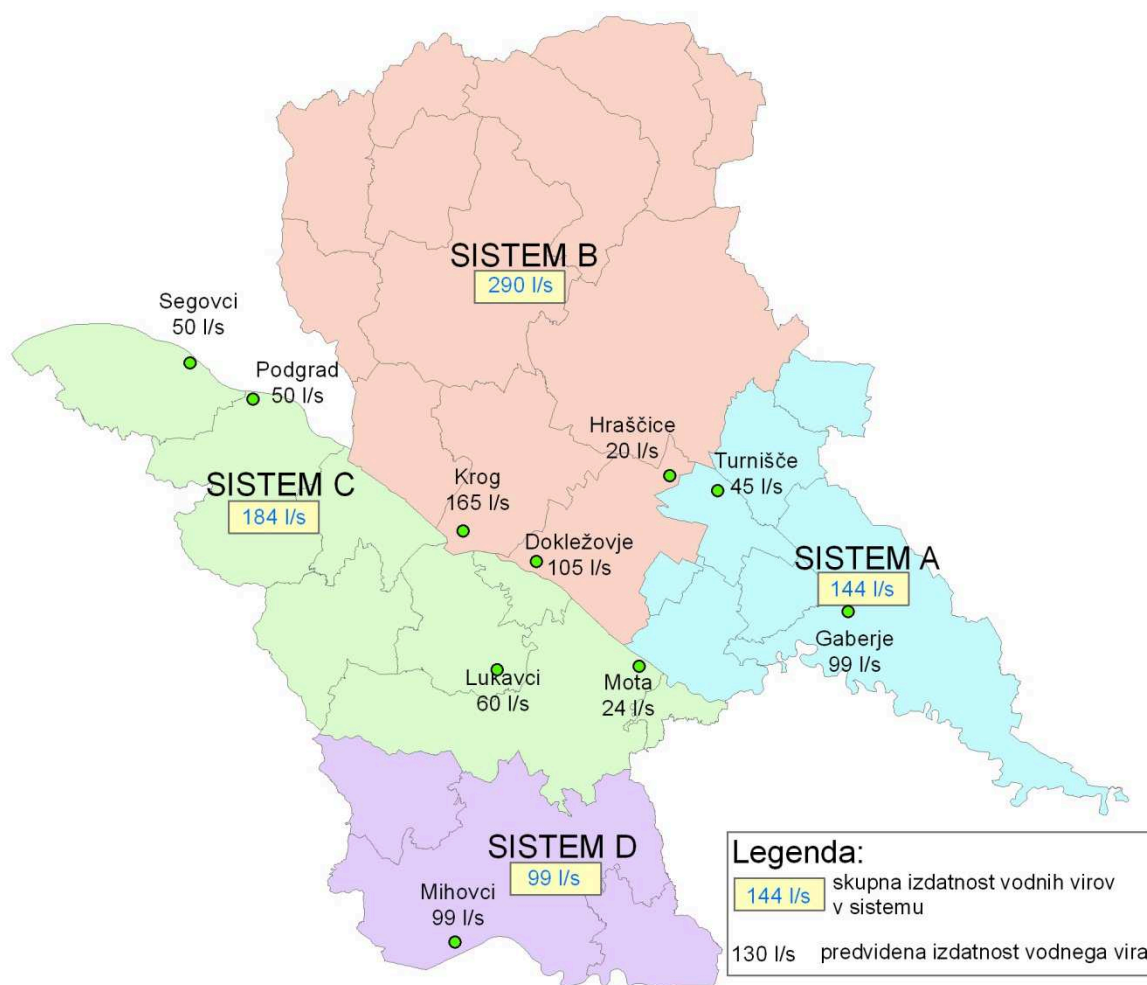 SISTEM B
290 l/s
Segovci
50 l/s
Podgrad
50 l/s
Hraščice
20 l/s
Turnišče
45 l/s
SISTEM C
184 l/s
Krog
165 l/s
Dokležovje
105 l/s
SISTEM A
144 l/s
Gaberje
99 l/s
Lukavci
60 l/s
Mota
24 l/s
SISTEM D
99 l/s
Mihovci
99 l/s
Legenda:
144 l/s skupna izdatnost vodnih virov
v sistemu
130 l/s predvidena izdatnost vodnega vira